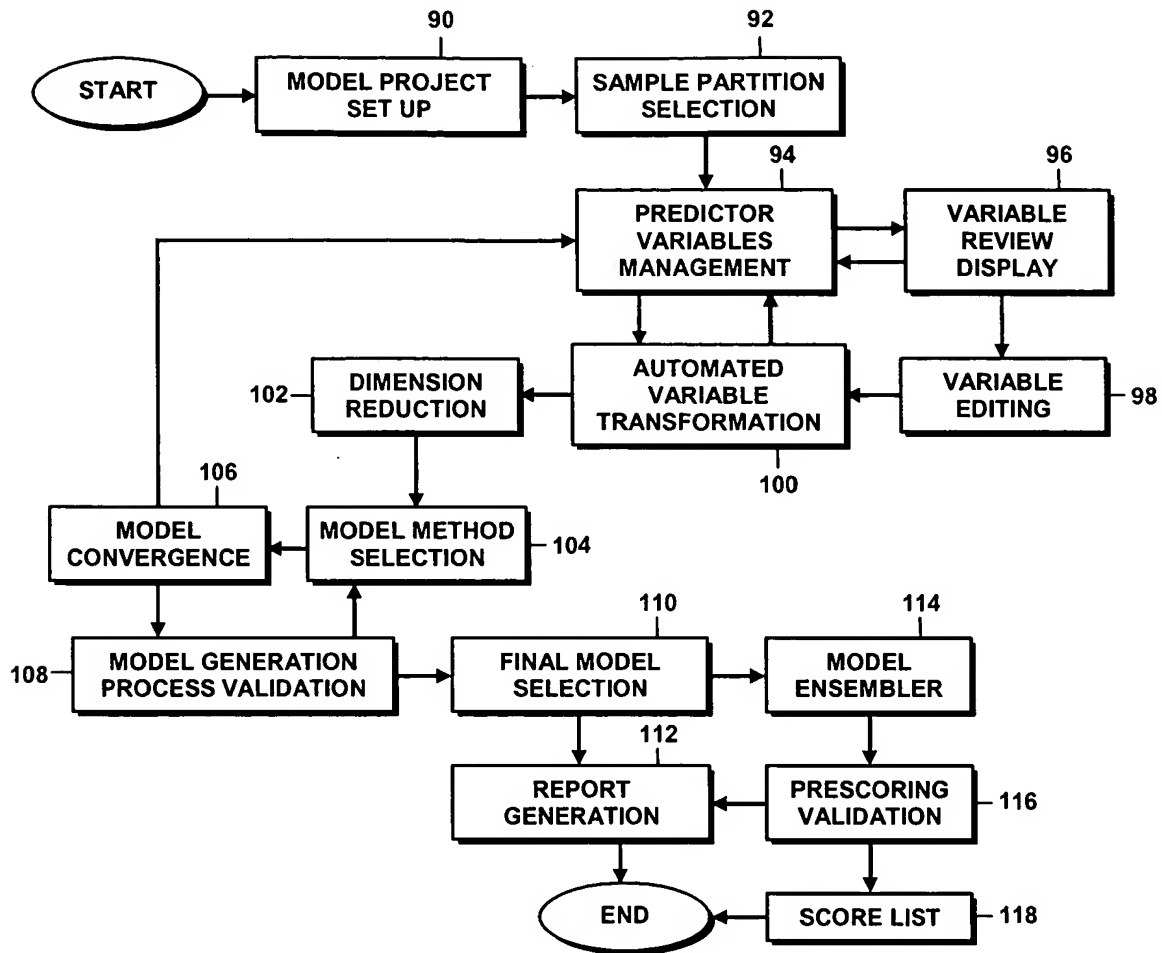 90
92
START
MODEL PROJECT
SET UP
SAMPLE PARTITION
SELECTION
94
96
PREDICTOR
VARIABLES
MANAGEMENT
VARIABLE
REVIEW
DISPLAY
102
DIMENSION
REDUCTION
AUTOMATED
VARIABLE
TRANSFORMATION
VARIABLE
EDITING
98
100
106
MODEL
CONVERGENCE
MODEL METHOD
SELECTION
104
108
MODEL GENERATION
PROCESS VALIDATION
110
FINAL MODEL
SELECTION
114
MODEL
ENSEMBLER
112
REPORT
GENERATION
PRESCORING
VALIDATION
116
END
SCORE LIST
118